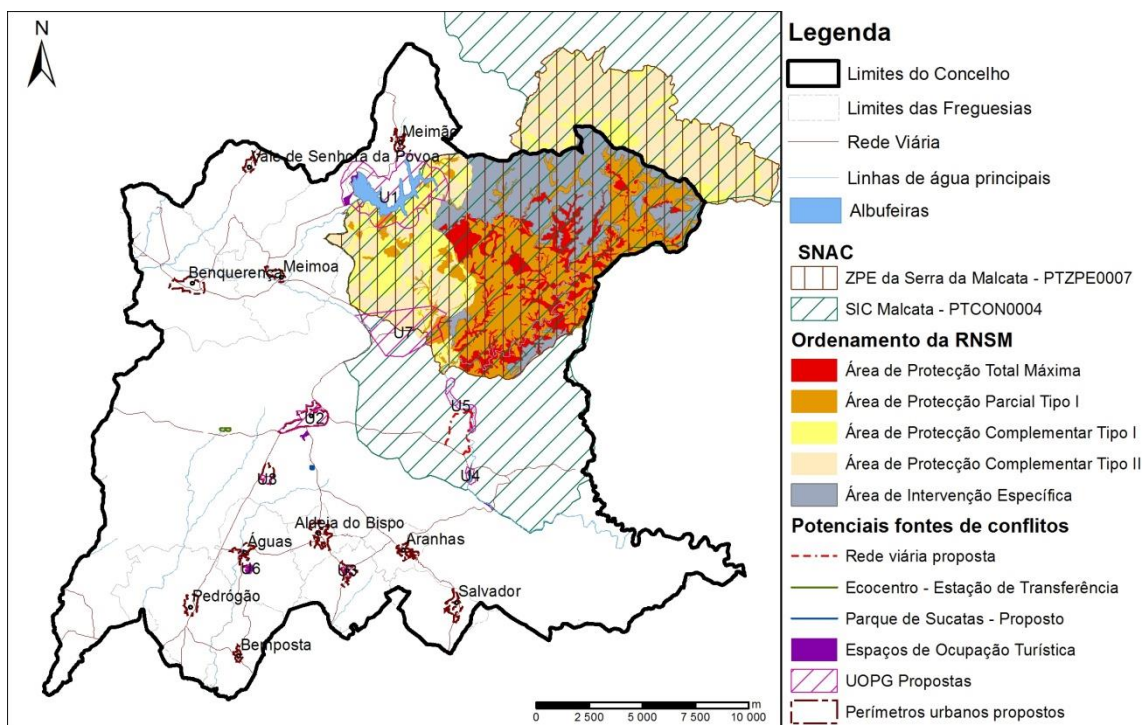 N
Meimão
Vale de Senhora da Póvoa
U1
Benquerença
Meimoa
U7
U2
U5
U8
U4
Aldeia do Bispo
Águas
Aranhas
U6
U3
Pedrógão
Salvador
Bemposta
m
0 2 500 5 000 7 500 10 000
Legenda
Limites do Concelho
Limites das Freguesias
Rede Viária
Linhas de água principais
Albufeiras
SNAC
ZPE da Serra da Malcata - PTZPE0007
SIC Malcata - PTCON0004
Ordenamento da RNSM
Área de Protecção Total Máxima
Área de Protecção Parcial Tipo I
Área de Protecção Complementar Tipo I
Área de Protecção Complementar Tipo II
Área de Intervenção Específica
Potenciais fontes de conflitos
Rede viária proposta
Ecocentro - Estação de Transferência
Parque de Sucatas - Proposto
Espaços de Ocupação Turística
UOPG Propostas
Perímetros urbanos propostos